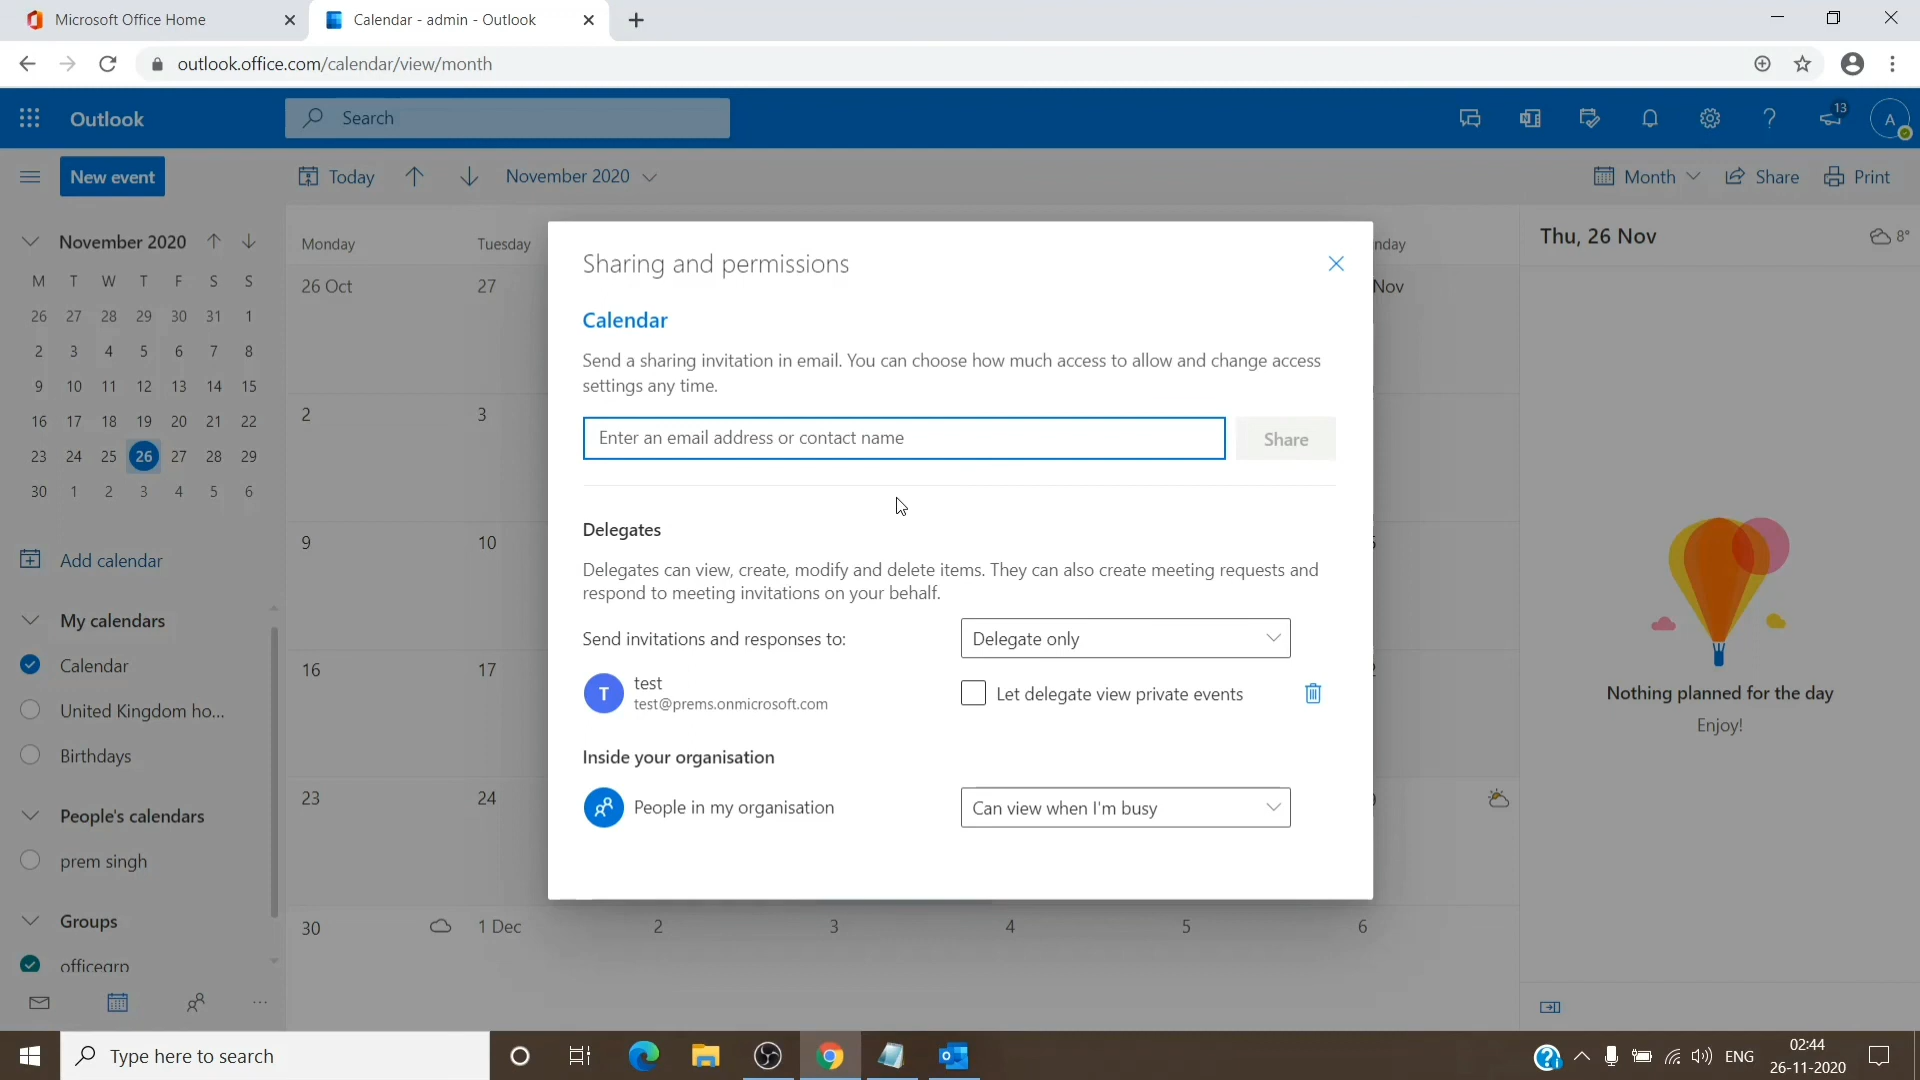 Microsoft Office Home
Calendar - admin - Outlook
outlook.office.com/calendar/view/month
Outlook
Search
13
A
New event
Today
November 2020
Month
Share
Print
November 2020
M T W T F S S
26 27 28 29 30 31 1
2 3 4 5 6 7 8
9 10 11 12 13 14 15
16 17 18 19 20 21 22
23 24 25 26 27 28 29
30 1 2 3 4 5 6
Add calendar
My calendars
Calendar
United Kingdom ho...
Birthdays
People's calendars
prem singh
Groups
officegrp
Monday
Tuesday
nday
26 Oct
27
Nov
2
3
9
10
16
17
23
24
30
1 Dec
2
3
4
5
6
Sharing and permissions
Calendar
Send a sharing invitation in email. You can choose how much access to allow and change access
settings any time.
Enter an email address or contact name
Share
Delegates
Delegates can view, create, modify and delete items. They can also create meeting requests and
respond to meeting invitations on your behalf.
Send invitations and responses to:
Delegate only
T
test
test@prems.onmicrosoft.com
Let delegate view private events
Inside your organisation
People in my organisation
Can view when I'm busy
Thu, 26 Nov
8°
Nothing planned for the day
Enjoy!
Type here to search
ENG
02:44
26-11-2020